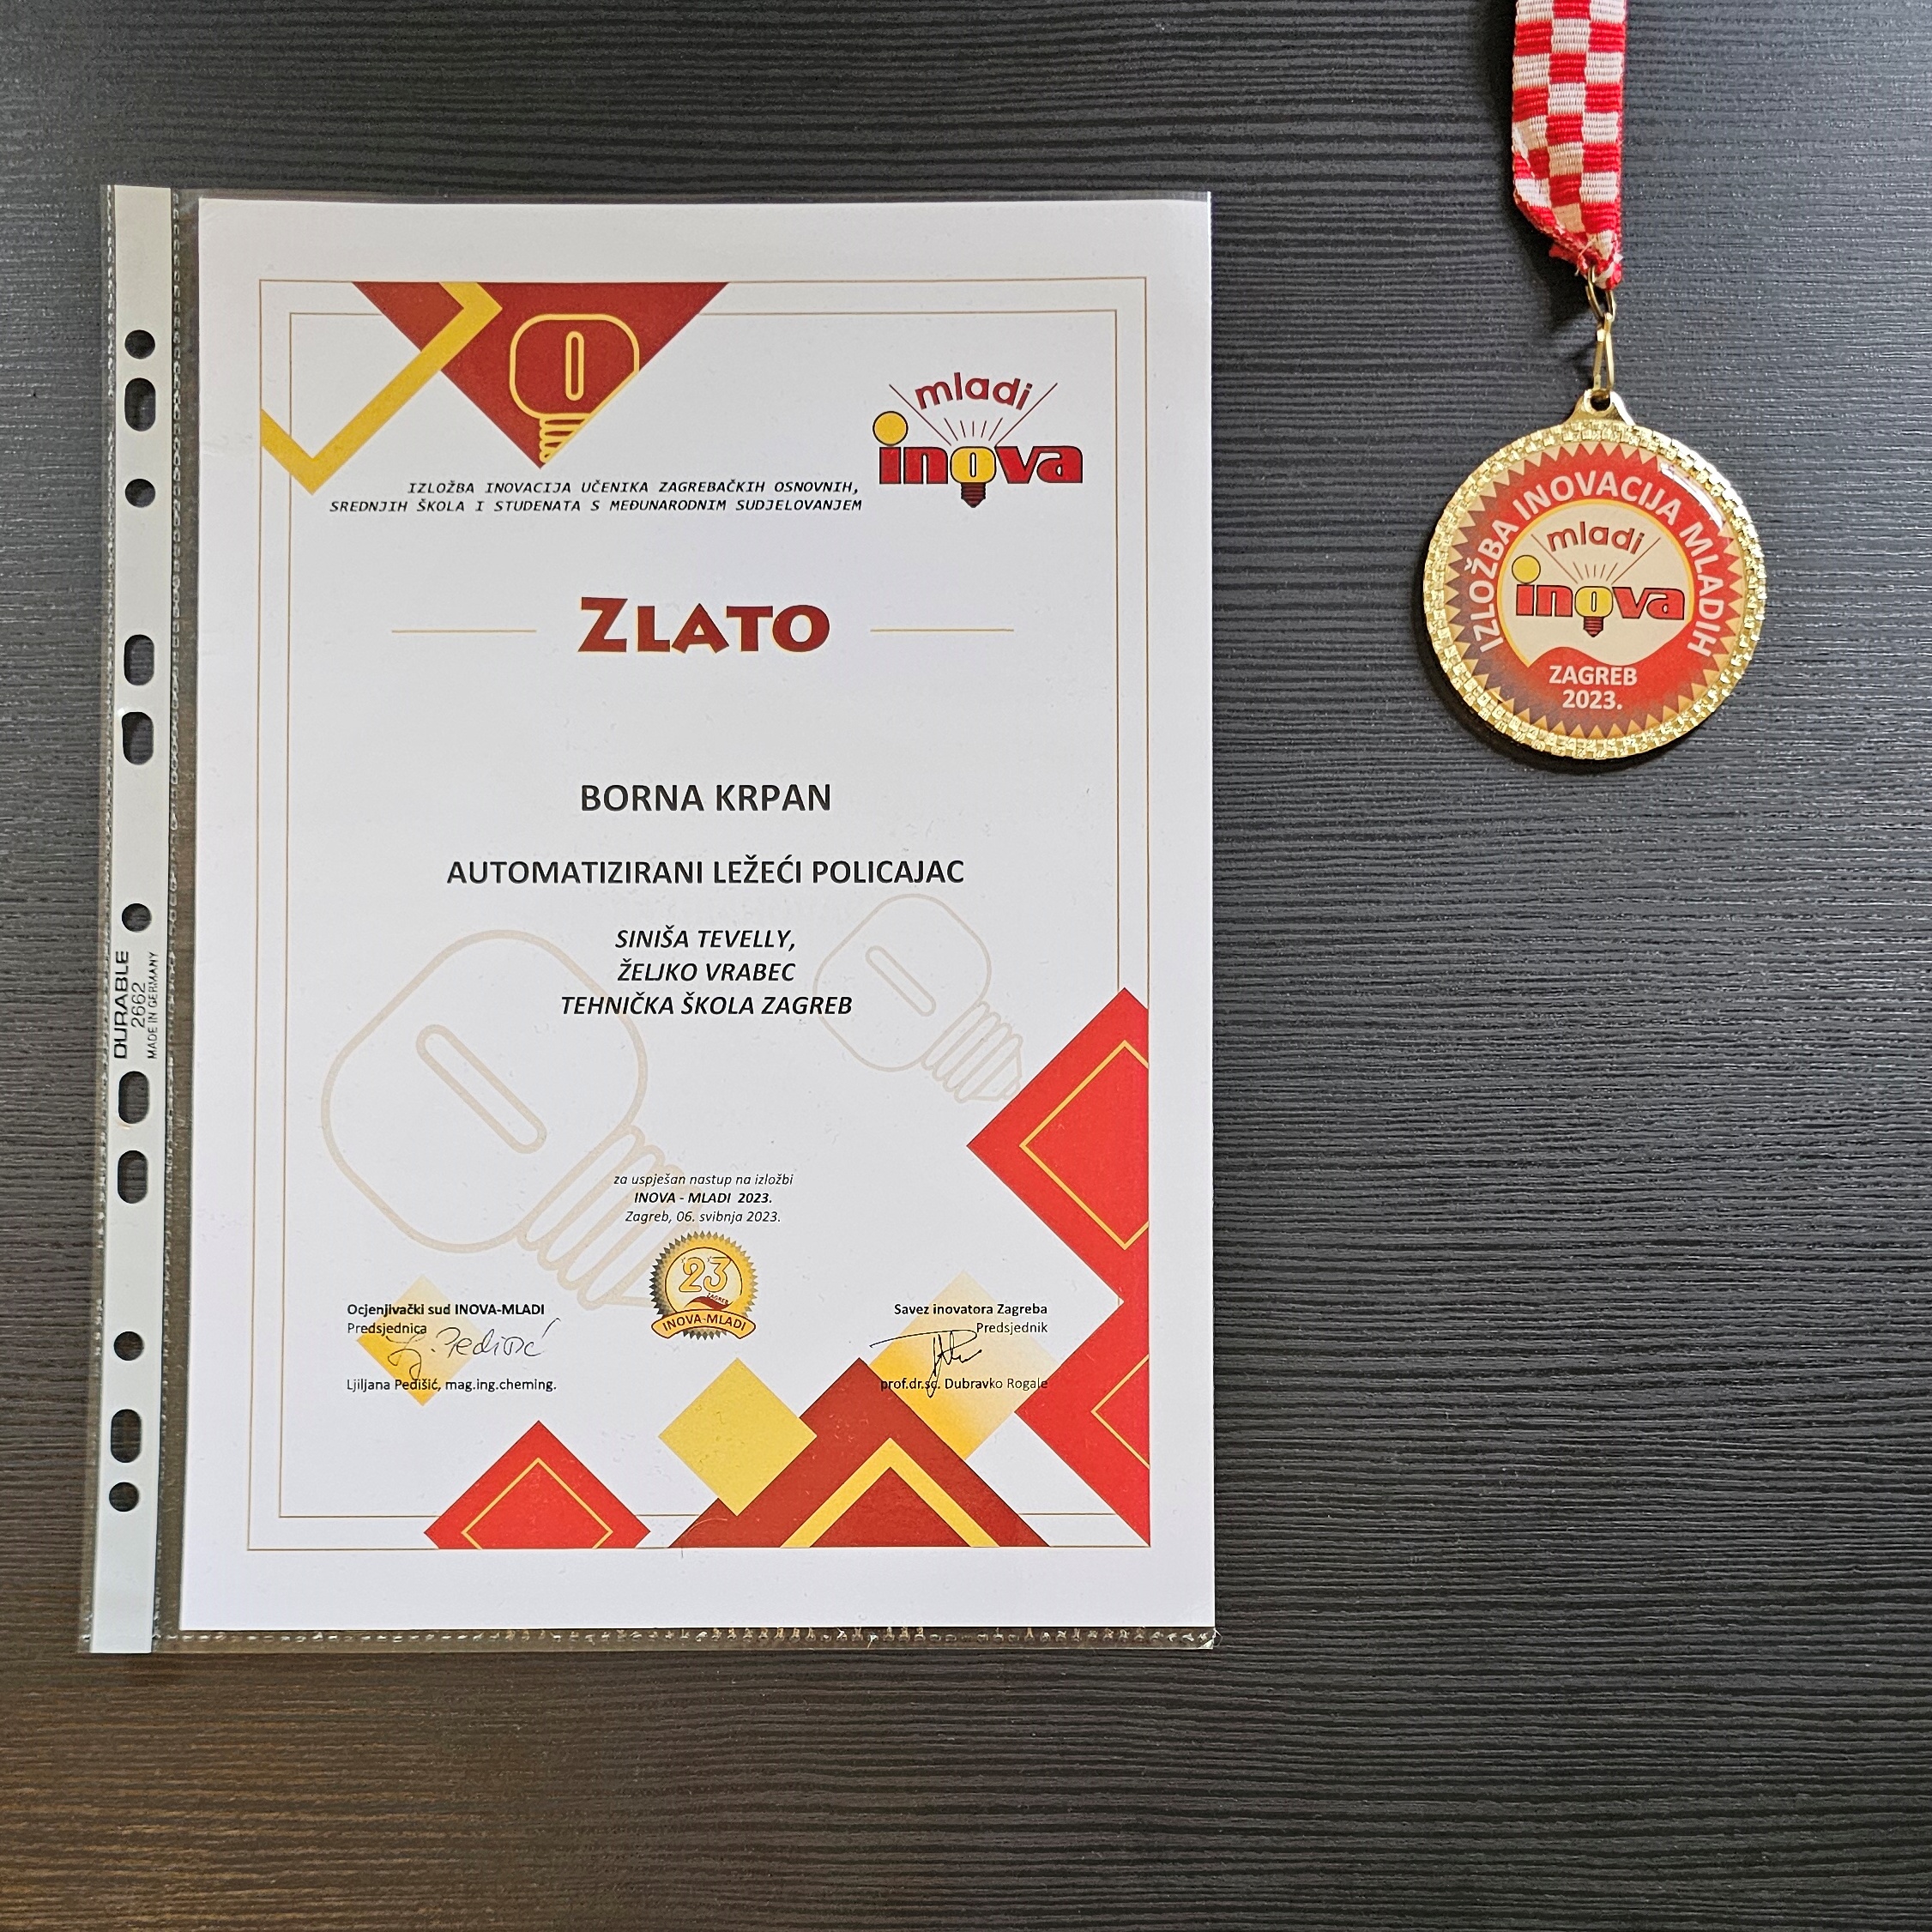 mladi
inova
IZLOŽBA INOVACIJA UČENIKA ZAGREBAČKIH OSNOVNIH,
SREDNJIH ŠKOLA I STUDENATA S MEĐUNARODNIM SUDJELOVANJEM
ZLATO
BORNA KRPAN
AUTOMATIZIRANI LEŽEĆI POLICAJAC
SINIŠA TEVELLY,
ŽELJKO VRABEC
TEHNIČKA ŠKOLA ZAGREB
za uspješan nastup na izložbi
INOVA - MLADI 2023.
Zagreb, 06. svibnja 2023.
23
ZAGREB
INOVA-MLADI
Ocjenjivački sud INOVA-MLADI
Predsjednica
Ljiljana Pedišić, mag.ing.cheming.
Savez inovatora Zagreba
Predsjednik
prof.dr.sc. Dubravko Rogale
DURABLE
2662
MADE IN GERMANY
IZLOŽBA INOVACIJA MLADIH
mladi
inova
ZAGREB
2023.